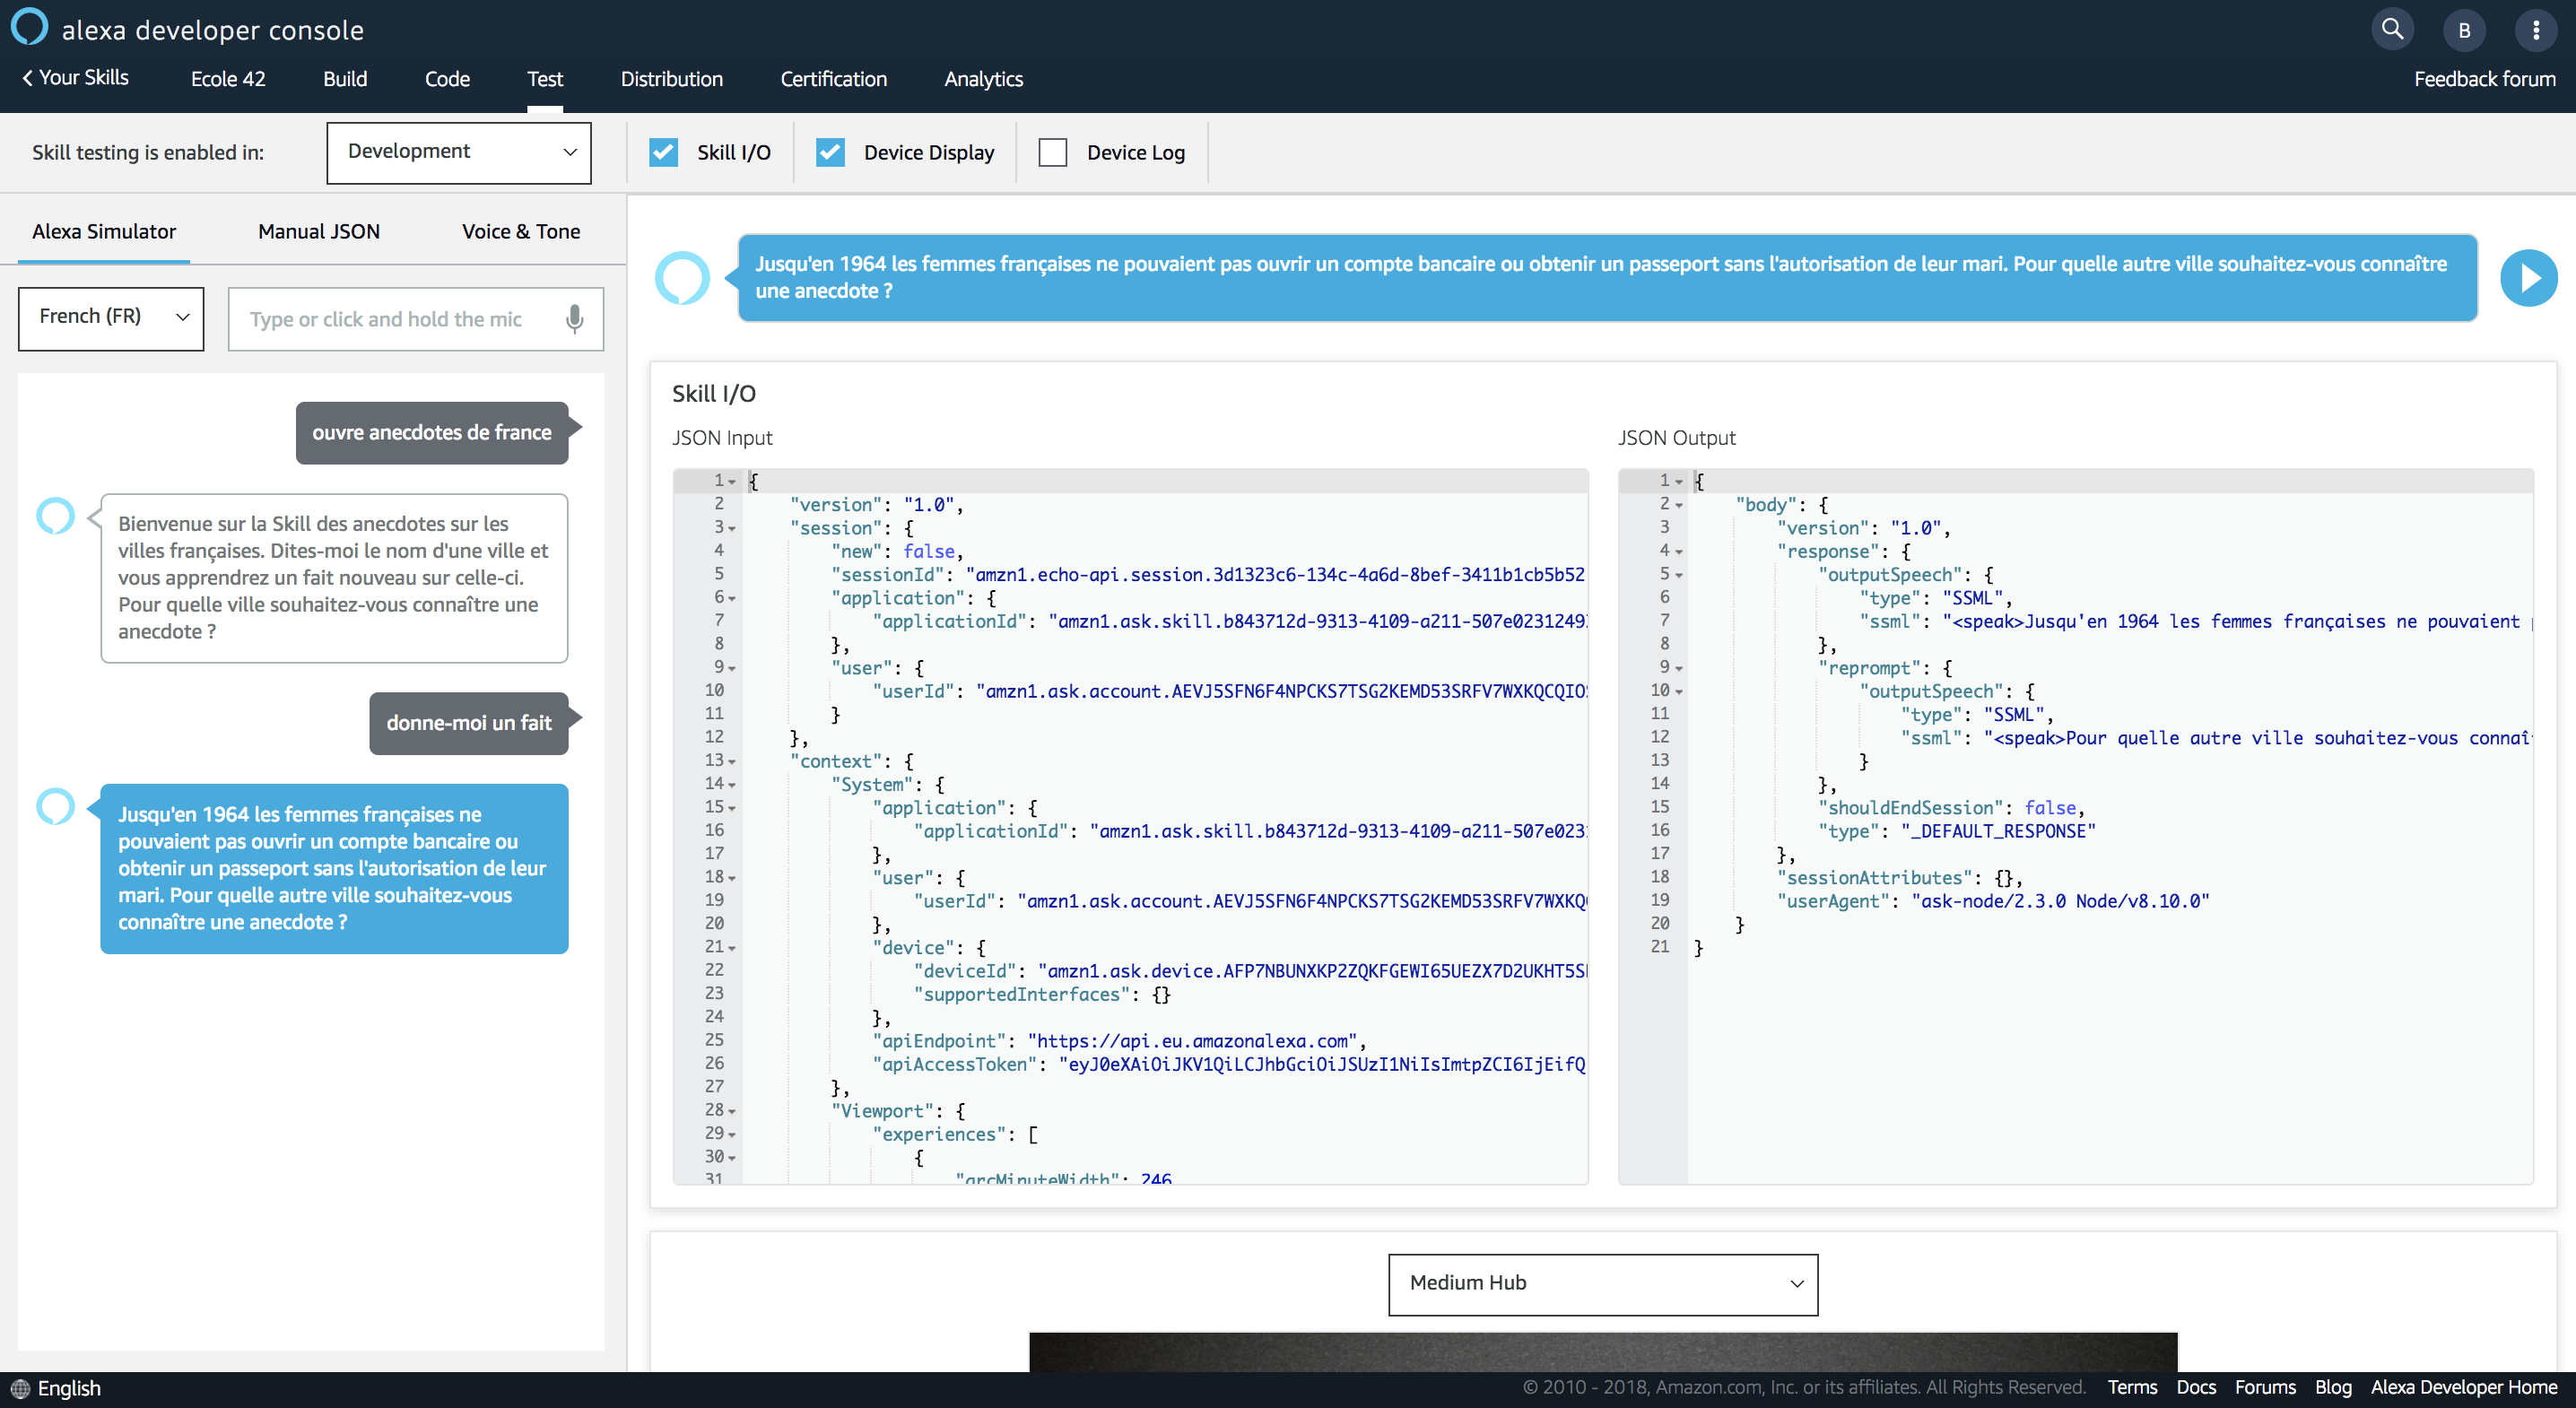 alexa developer console
B
Your Skills
Ecole 42
Build
Code
Test
Distribution
Certification
Analytics
Feedback forum
Skill testing is enabled in:
Development
Skill I/O
Device Display
Device Log
Alexa Simulator
Manual JSON
Voice & Tone
French (FR)
Type or click and hold the mic
ouvre anecdotes de france
Bienvenue sur la Skill des anecdotes sur les
villes françaises. Dites-moi le nom d'une ville et
vous apprendrez un fait nouveau sur celle-ci.
Pour quelle ville souhaitez-vous connaître une
anecdote ?
donne-moi un fait
Jusqu'en 1964 les femmes françaises ne
pouvaient pas ouvrir un compte bancaire ou
obtenir un passeport sans l'autorisation de leur
mari. Pour quelle autre ville souhaitez-vous
connaître une anecdote ?
Jusqu'en 1964 les femmes françaises ne pouvaient pas ouvrir un compte bancaire ou obtenir un passeport sans l'autorisation de leur mari. Pour quelle autre ville souhaitez-vous connaître
une anecdote ?
Skill I/O
JSON Input
1 {
2 "version": "1.0",
3 "session": {
4 "new": false,
5 "sessionId": "amzn1.echo-api.session.3d1323c6-134c-4a6d-8bef-3411b1cb5b52
6 "application": {
7 "applicationId": "amzn1.ask.skill.b843712d-9313-4109-a211-507e0231249
8 },
9 "user": {
10 "userId": "amzn1.ask.account.AEVJ5SFN6F4NPCKS7TSG2KEMD53SRFV7WXKQCQIO
11 }
12 },
13 "context": {
14 "System": {
15 "application": {
16 "applicationId": "amzn1.ask.skill.b843712d-9313-4109-a211-507e023
17 },
18 "user": {
19 "userId": "amzn1.ask.account.AEVJ5SFN6F4NPCKS7TSG2KEMD53SRFV7WXKQ
20 },
21 "device": {
22 "deviceId": "amzn1.ask.device.AFP7NBUNXKP2ZQKFGEWI65UEZX7D2UKHT5S
23 "supportedInterfaces": {}
24 },
25 "apiEndpoint": "https://api.eu.amazonalexa.com",
26 "apiAccessToken": "eyJ0eXAiOiJKV1QiLCJhbGciOiJSUzI1NiIsImtpZCI6IjEifQ
27 },
28 "Viewport": {
29 "experiences": [
30 {
31 "arcMinuteWidth": 246
JSON Output
1 {
2 "body": {
3 "version": "1.0",
4 "response": {
5 "outputSpeech": {
6 "type": "SSML",
7 "ssml": "<speak>Jusqu'en 1964 les femmes françaises ne pouvaient
8 },
9 "reprompt": {
10 "outputSpeech": {
11 "type": "SSML",
12 "ssml": "<speak>Pour quelle autre ville souhaitez-vous connaî
13 }
14 },
15 "shouldEndSession": false,
16 "type": "_DEFAULT_RESPONSE"
17 },
18 "sessionAttributes": {},
19 "userAgent": "ask-node/2.3.0 Node/v8.10.0"
20 }
21 }
Medium Hub
English
© 2010 - 2018, Amazon.com, Inc. or its affiliates. All Rights Reserved.
Terms
Docs
Forums
Blog
Alexa Developer Home